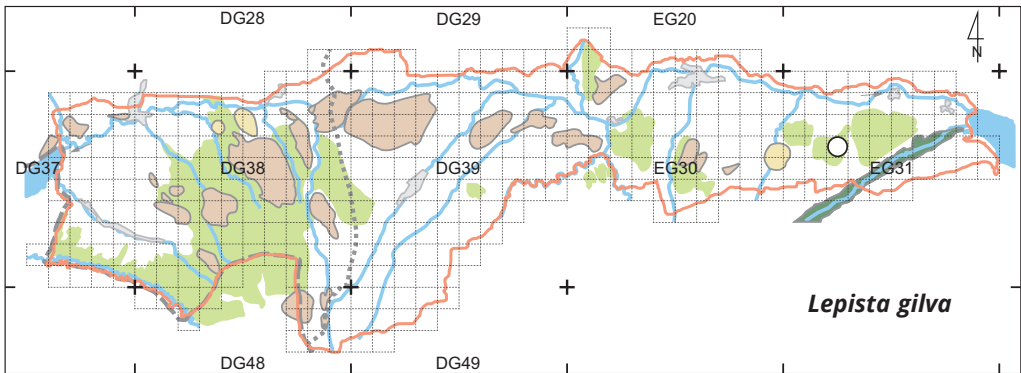 DG28 DG29 EG20
N
DG37 DG38 DG39 EG30 EG31
Lepista gilva
DG48 DG49